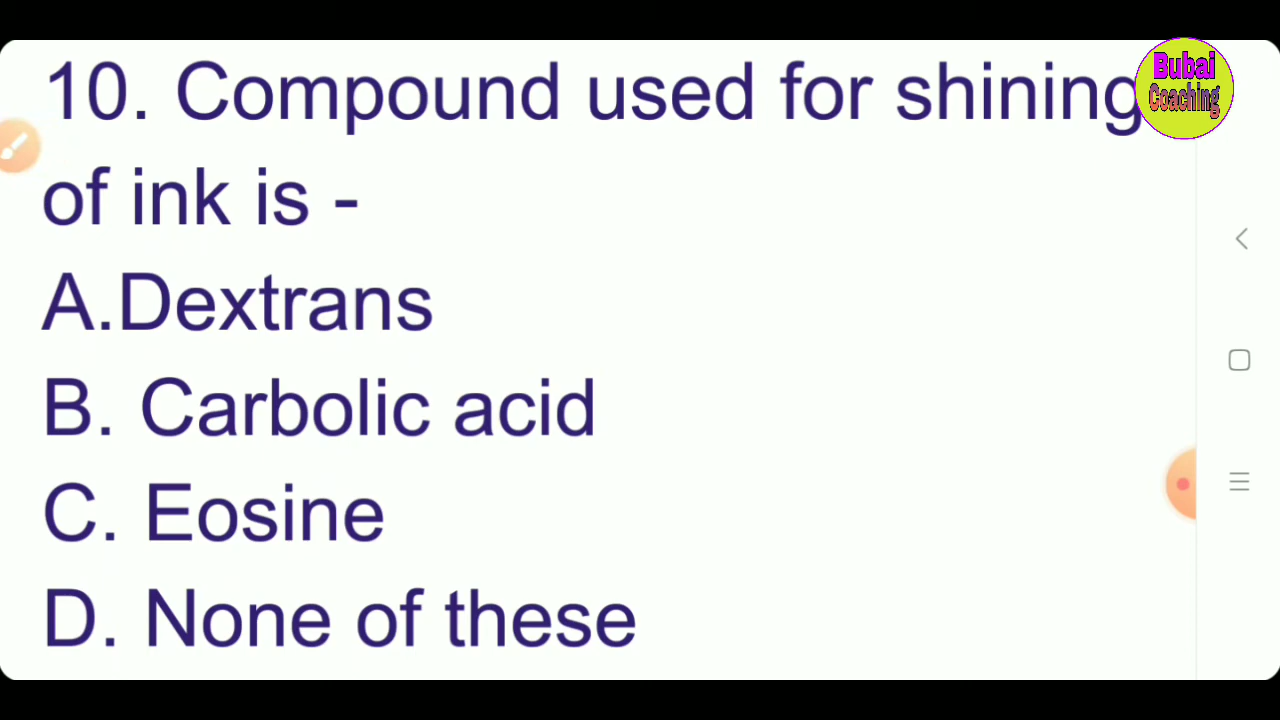 10. Compound used for shining
of ink is -
A.Dextrans
B. Carbolic acid
C. Eosine
D. None of these
Bubai
Coaching